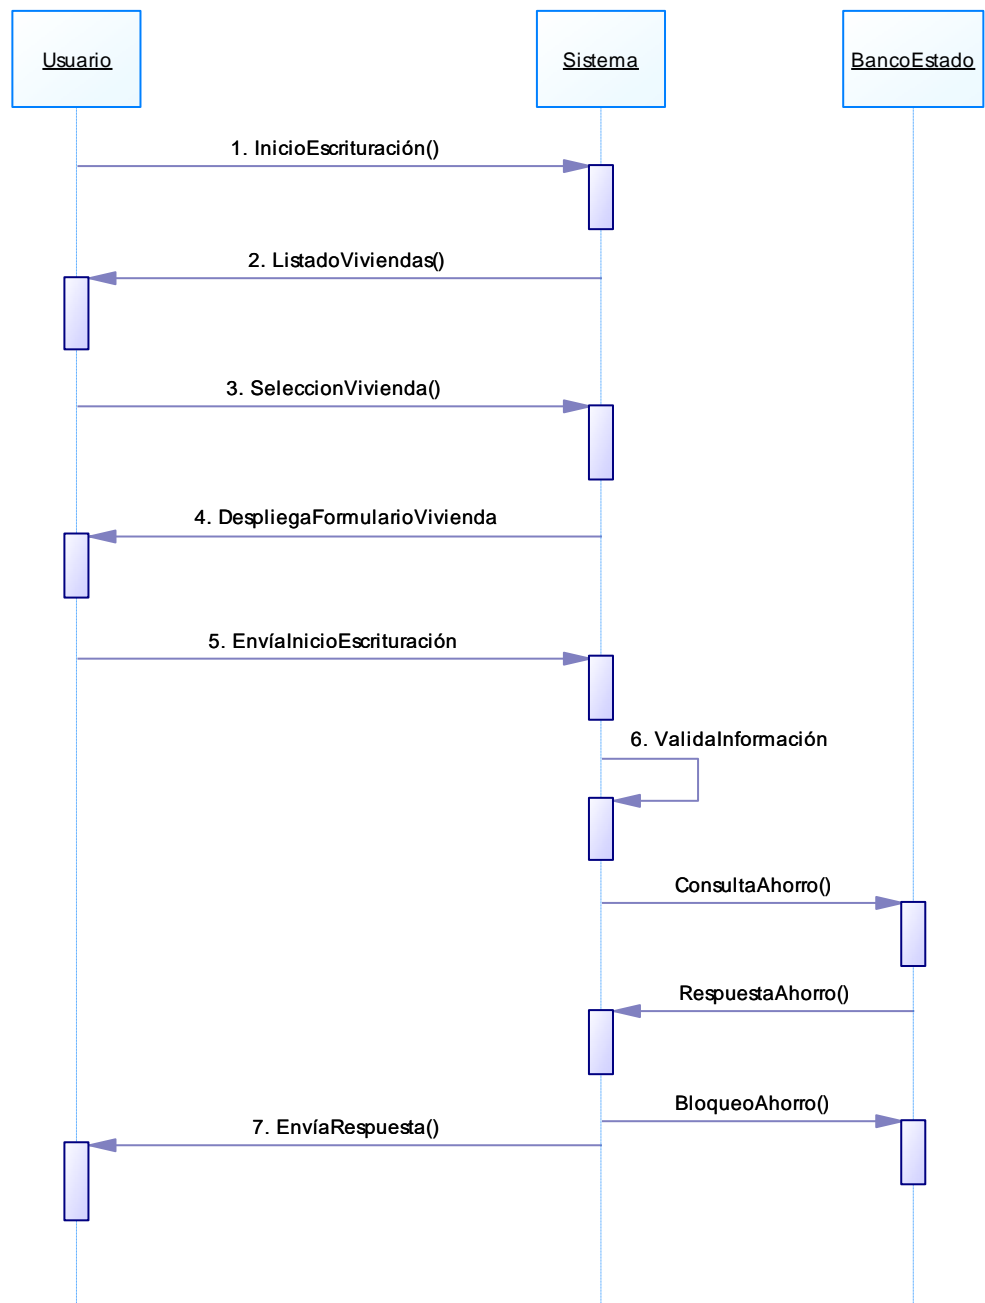 Usuario
Sistema
BancoEstado
1. InicioEscrituración()
2. ListadoViviendas()
3. SeleccionVivienda()
4. DespliegaFormularioVivienda
5. EnvíaInicioEscrituración
6. ValidaInformación
ConsultaAhorro()
RespuestaAhorro()
BloqueoAhorro()
7. EnvíaRespuesta()